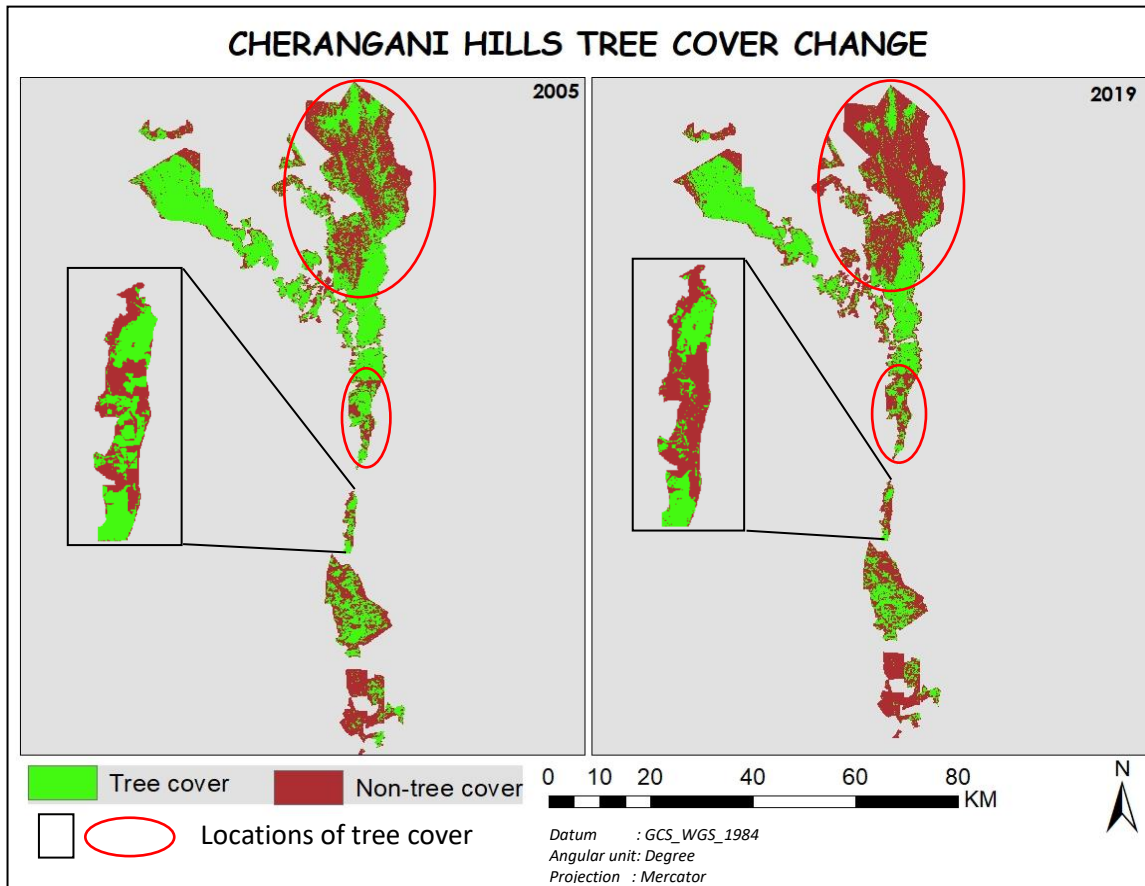 CHERANGANI HILLS TREE COVER CHANGE
2005
2019
Tree cover
Non-tree cover
Locations of tree cover
0 10 20 40 60 80
KM
N
Datum : GCS_WGS_1984
Angular unit: Degree
Projection : Mercator